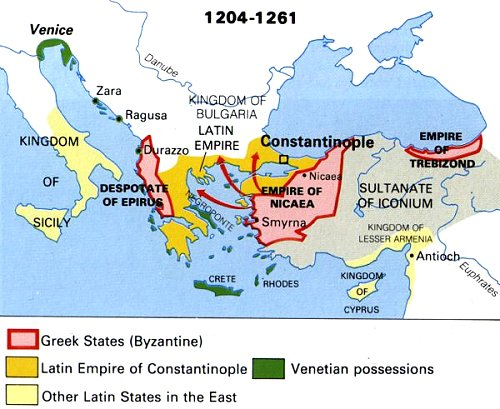 1204-1261
Venice
Danube
Zara
Ragusa
KINGDOM OF
BULGARIA
LATIN
EMPIRE
Durazzo
Constantinople
KINGDOM
OF
SICILY
DESPOTATE
OF EPIRUS
Nicaea
EMPIRE OF
NICAEA
EMPIRE
OF
TREBIZOND
SULTANATE
OF ICONIUM
NEGROPONTE
Smyrna
KINGDOM OF
LESSER ARMENIA
Antioch
Euphrates
CRETE
RHODES
KINGDOM
OF
CYPRUS
Greek States (Byzantine)
Latin Empire of Constantinople
Venetian possessions
Other Latin States in the East